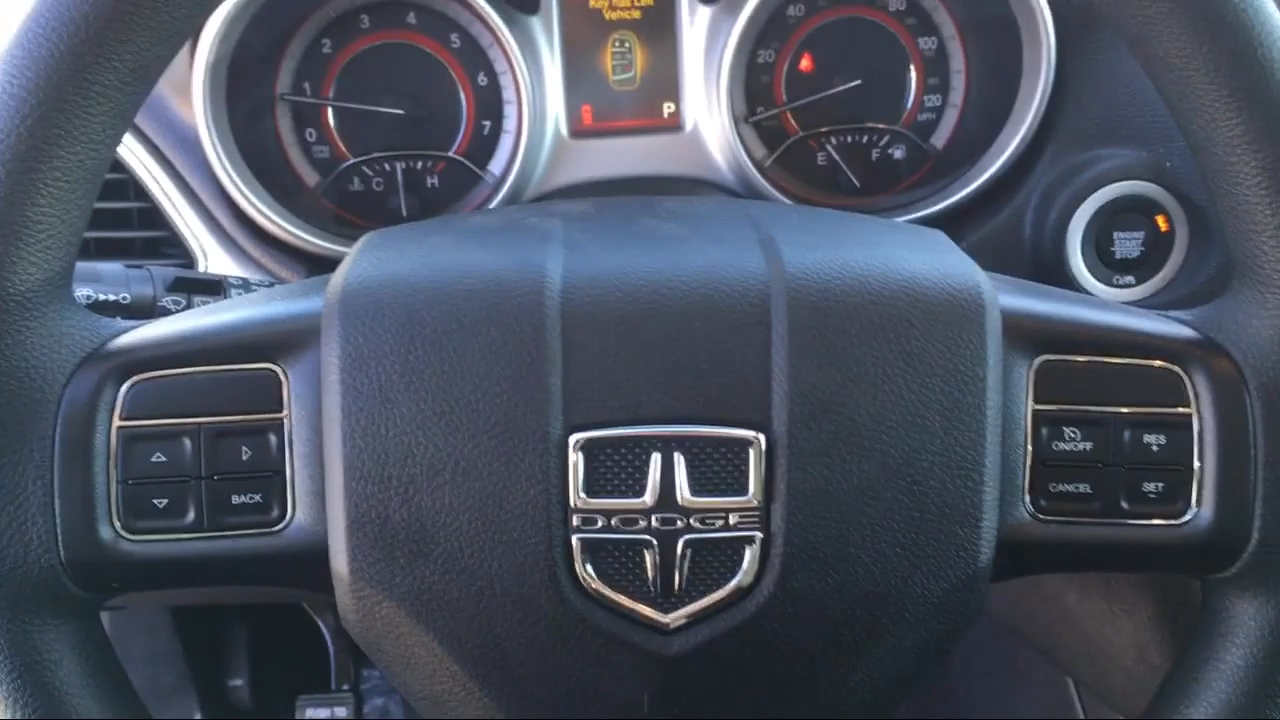 Key has Left
Vehicle
0
1
2
3
4
5
6
7
C
H
P
20
40
80
100
120
MPH
E
F
ENGINE
START
STOP
BACK
ON/OFF
RES
+
CANCEL
SET
-
DODGE